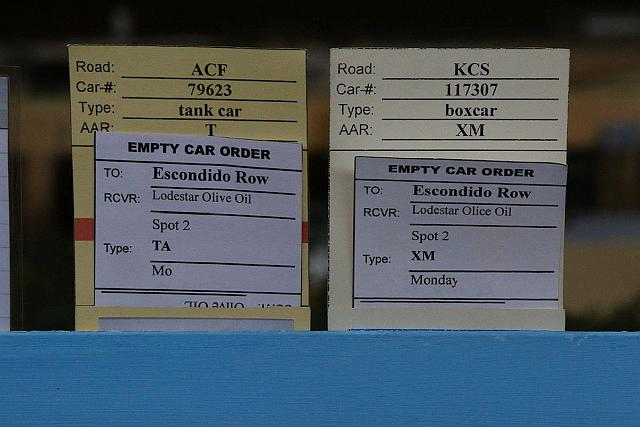 Road: ACF
Car-#: 79623
Type: tank car
AAR: T
EMPTY CAR ORDER
TO: Escondido Row
RCVR: Lodestar Olive Oil
Spot 2
Type: TA
Mo
Road: KCS
Car-#: 117307
Type: boxcar
AAR: XM
EMPTY CAR ORDER
TO: Escondido Row
RCVR: Lodestar Olice Oil
Spot 2
Type: XM
Monday